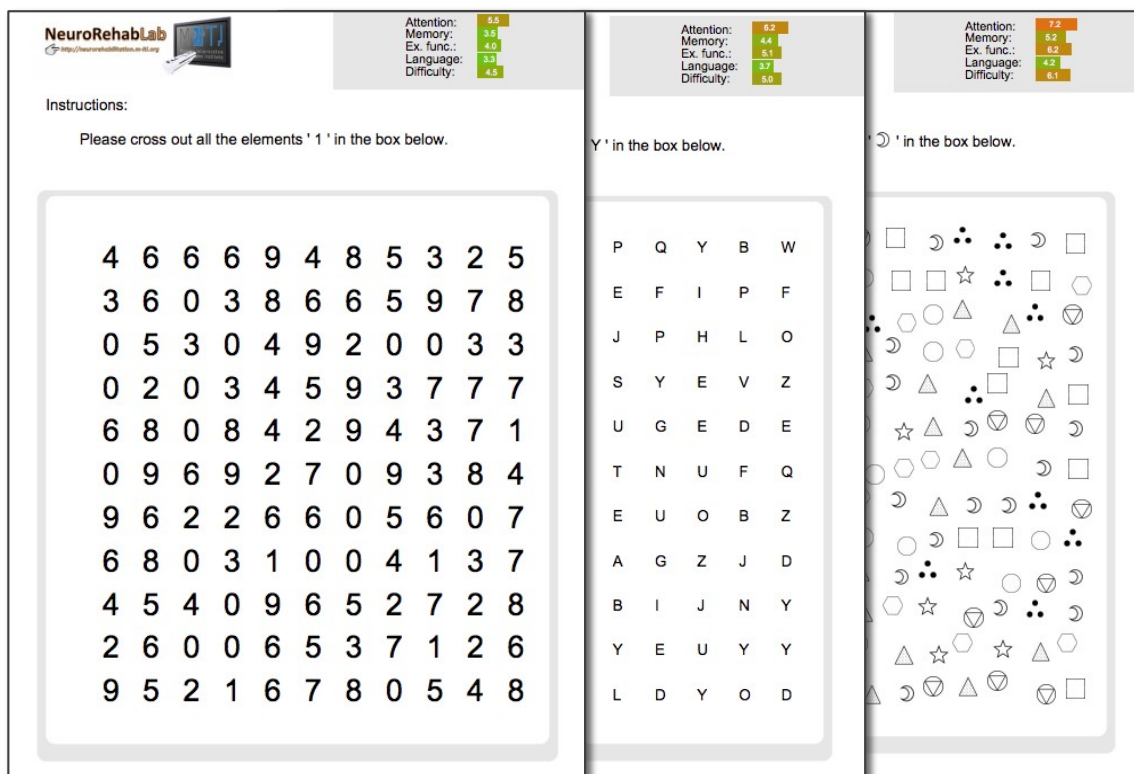 NeuroRehabLab
http://neurorehabilitation.m-iti.org
Attention: 5.5
Memory: 3.5
Ex. func.: 4.0
Language: 3.3
Difficulty: 4.5
Instructions:
Please cross out all the elements ' 1 ' in the box below.
4 6 6 6 9 4 8 5 3 2 5
3 6 0 3 8 6 6 5 9 7 8
0 5 3 0 4 9 2 0 0 3 3
0 2 0 3 4 5 9 3 7 7 7
6 8 0 8 4 2 9 4 3 7 1
0 9 6 9 2 7 0 9 3 8 4
9 6 2 2 6 6 0 5 6 0 7
6 8 0 3 1 0 0 4 1 3 7
4 5 4 0 9 6 5 2 7 2 8
2 6 0 0 6 5 3 7 1 2 6
9 5 2 1 6 7 8 0 5 4 8
Attention: 6.2
Memory: 4.4
Ex. func.: 5.1
Language: 3.7
Difficulty: 5.0
Y ' in the box below.
P Q Y B W
E F I P F
J P H L O
S Y E V Z
U G E D E
T N U F Q
E U O B Z
A G Z J D
B I J N Y
Y E U Y Y
L D Y O D
Attention: 7.2
Memory: 5.2
Ex. func.: 6.2
Language: 4.2
Difficulty: 6.1
' ☽ ' in the box below.